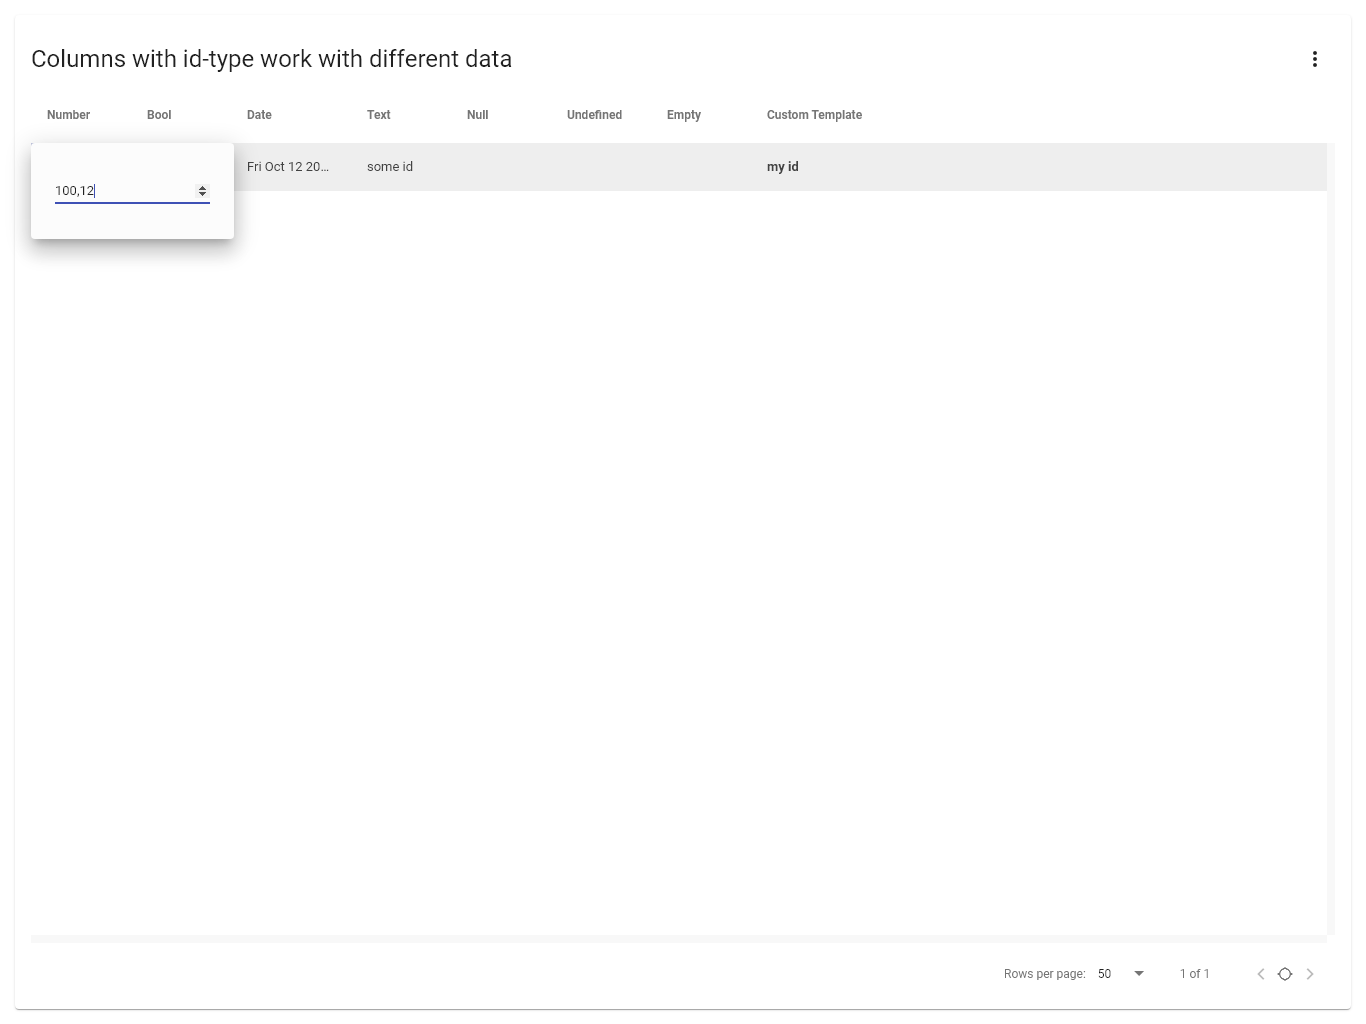 Columns with id-type work with different data
Number Bool Date Text Null Undefined Empty Custom Template
100,12 Fri Oct 12 20... some id my id
Rows per page: 50 1 of 1